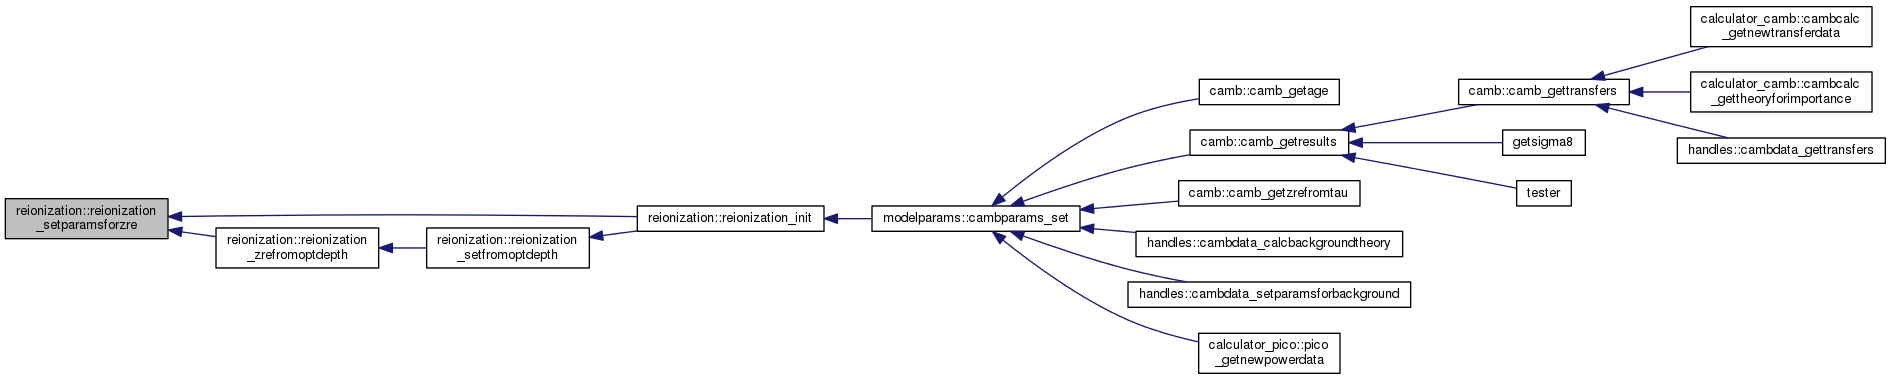 reionization::reionization
_setparamsforzre
reionization::reionization
_zrefromoptdepth
reionization::reionization
_setfromoptdepth
reionization::reionization_init
modelparams::cambparams_set
camb::camb_getage
camb::camb_getresults
camb::camb_getzrefromtau
handles::cambdata_calcbackgroundtheory
handles::cambdata_setparamsforbackground
calculator_pico::pico
_getnewpowerdata
camb::camb_gettransfers
getsigma8
tester
calculator_camb::cambcalc
_getnewtransferdata
calculator_camb::cambcalc
_gettheoryforimportance
handles::cambdata_gettransfers